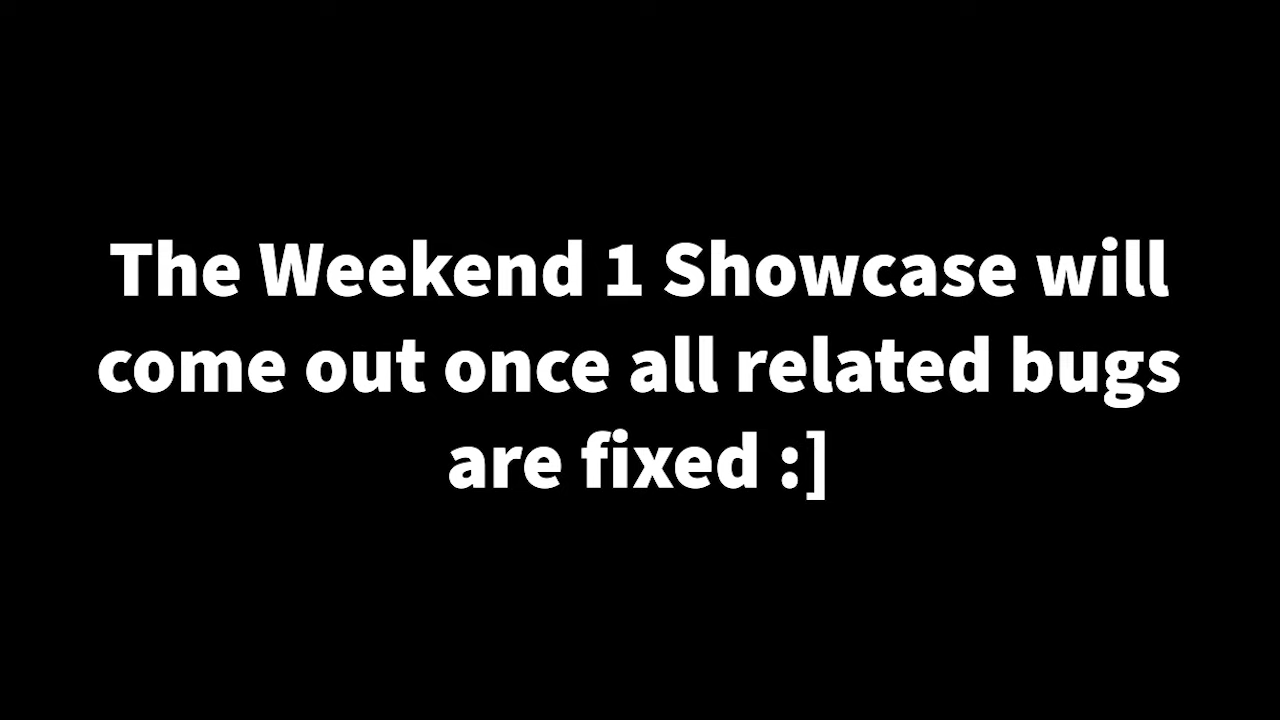 The Weekend 1 Showcase will
come out once all related bugs
are fixed :]